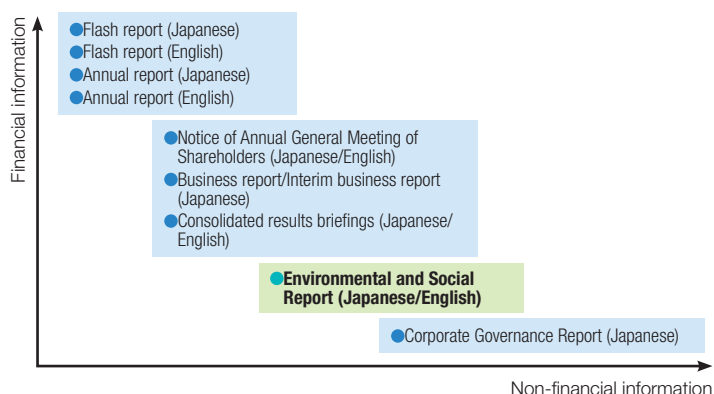 Financial information
●Flash report (Japanese)
●Flash report (English)
●Annual report (Japanese)
●Annual report (English)
●Notice of Annual General Meeting of
Shareholders (Japanese/English)
●Business report/Interim business report
(Japanese)
●Consolidated results briefings (Japanese/
English)
●Environmental and Social
Report (Japanese/English)
●Corporate Governance Report (Japanese)
Non-financial information